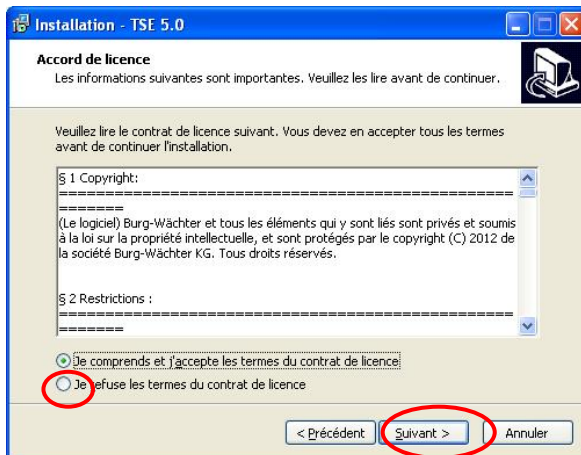 Installation - TSE 5.0
Accord de licence
Les informations suivantes sont importantes. Veuillez les lire avant de continuer.
Veuillez lire le contrat de licence suivant. Vous devez en accepter tous les termes
avant de continuer l'installation.
§ 1 Copyright:
=====================================================
=======
(Le logiciel) Burg-Wächter et tous les éléments qui y sont liés sont privés et soumis
à la loi sur la propriété intellectuelle, et sont protégés par le copyright (C) 2012 de
la société Burg-Wächter KG. Tous droits réservés.
§ 2 Restrictions :
=====================================================
=======
Je comprends et j'accepte les termes du contrat de licence
Je refuse les termes du contrat de licence
< Précédent
Suivant >
Annuler